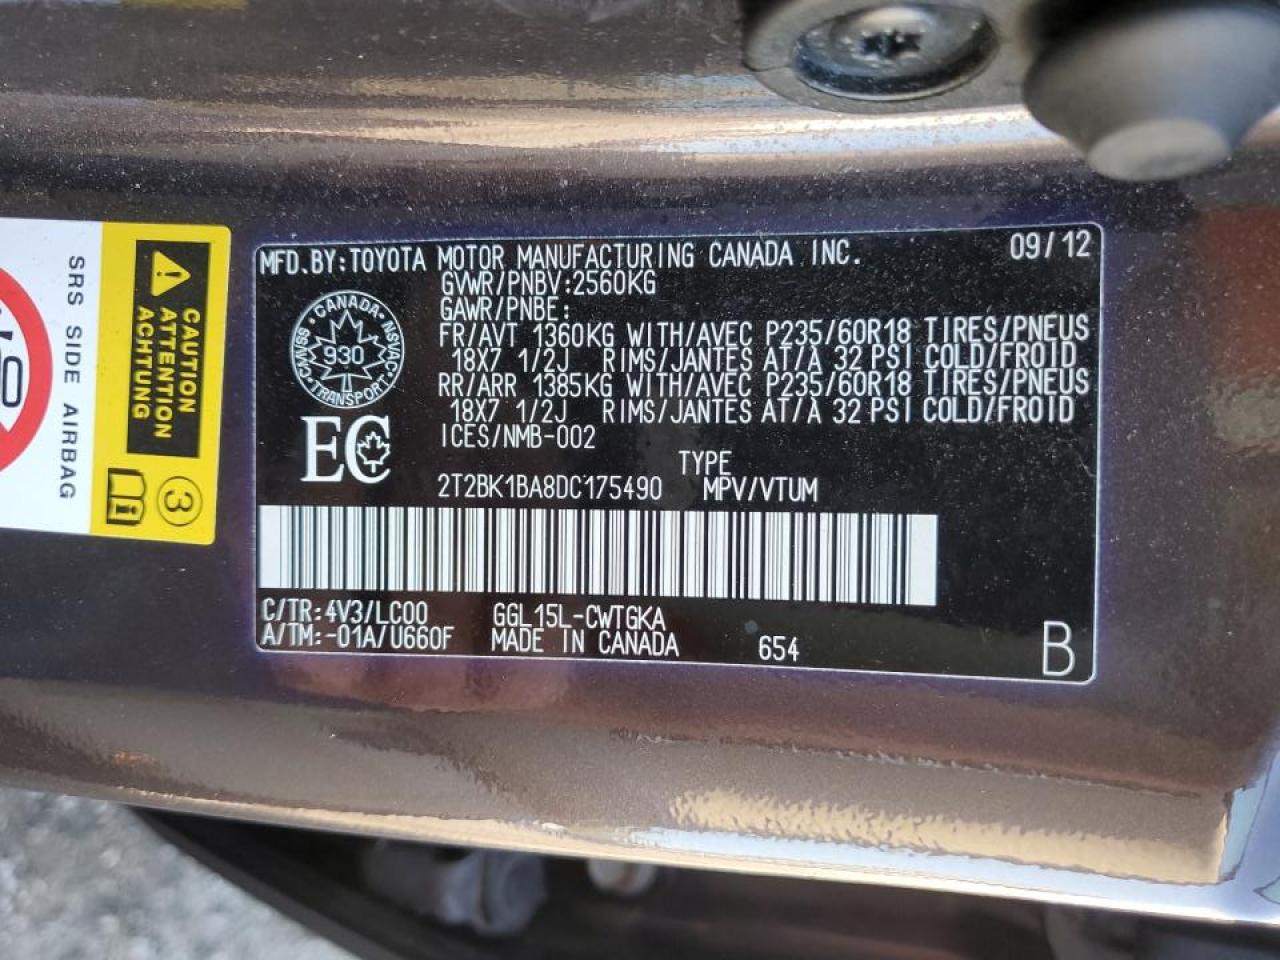 MFD.BY:TOYOTA MOTOR MANUFACTURING CANADA INC. 09/12
GVWR/PNBV:2560KG
GAWR/PNBE:
FR/AVT 1360KG WITH/AVEC P235/60R18 TIRES/PNEUS
18X7 1/2J RIMS/JANTES AT/À 32 PSI COLD/FROID
RR/ARR 1385KG WITH/AVEC P235/60R18 TIRES/PNEUS
18X7 1/2J RIMS/JANTES AT/À 32 PSI COLD/FROID
ICES/NMB-002
TYPE
2T2BK1BA8DC175490 MPV/VTUM
CANADA
NSVAC
TRANSPORT
CMVSS
930
EC
C/TR:4V3/LC00 GGL15L-CWTGKA
A/TM:-01A/U660F MADE IN CANADA 654
B
CAUTION
ATTENTION
ACHTUNG
3
SRS SIDE AIRBAG